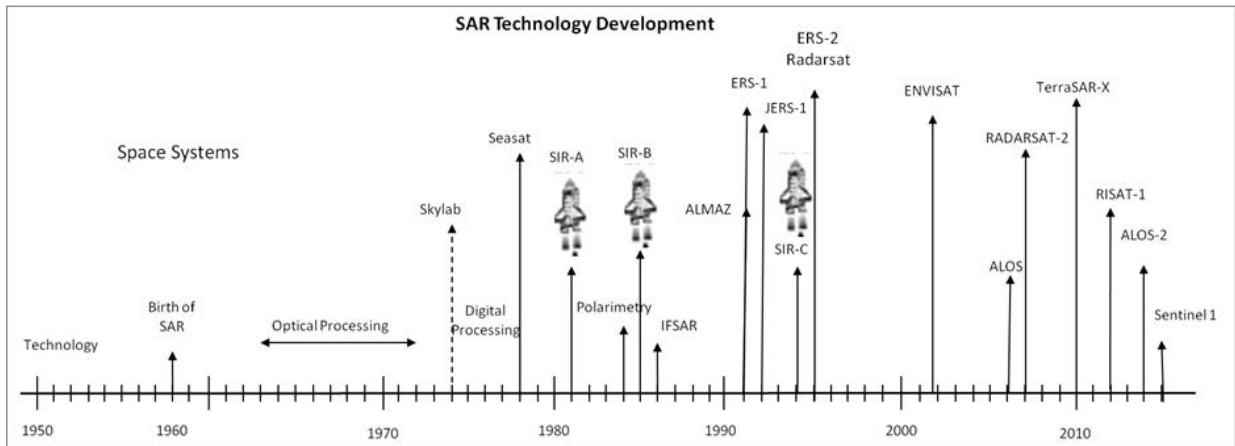 SAR Technology Development
ERS-2
Radarsat
ERS-1
JERS-1
ENVISAT
TerraSAR-X
Seasat
RADARSAT-2
Space Systems
SIR-A
SIR-B
Skylab
ALMAZ
RISAT-1
SIR-C
ALOS-2
ALOS
Birth of
SAR
Optical Processing
Digital
Processing
Polarimetry
IFSAR
Sentinel 1
Technology
1950
1960
1970
1980
1990
2000
2010